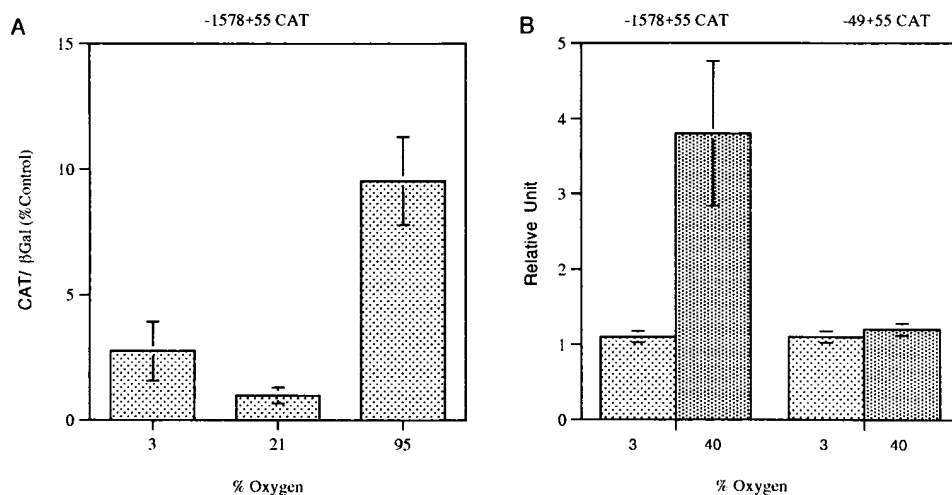 A
-1578+55 CAT
15
10
5
0
CAT/ βGal (%Control)
3 21 95
% Oxygen
B
-1578+55 CAT -49+55 CAT
5
4
3
2
1
0
Relative Unit
3 40 3 40
% Oxygen